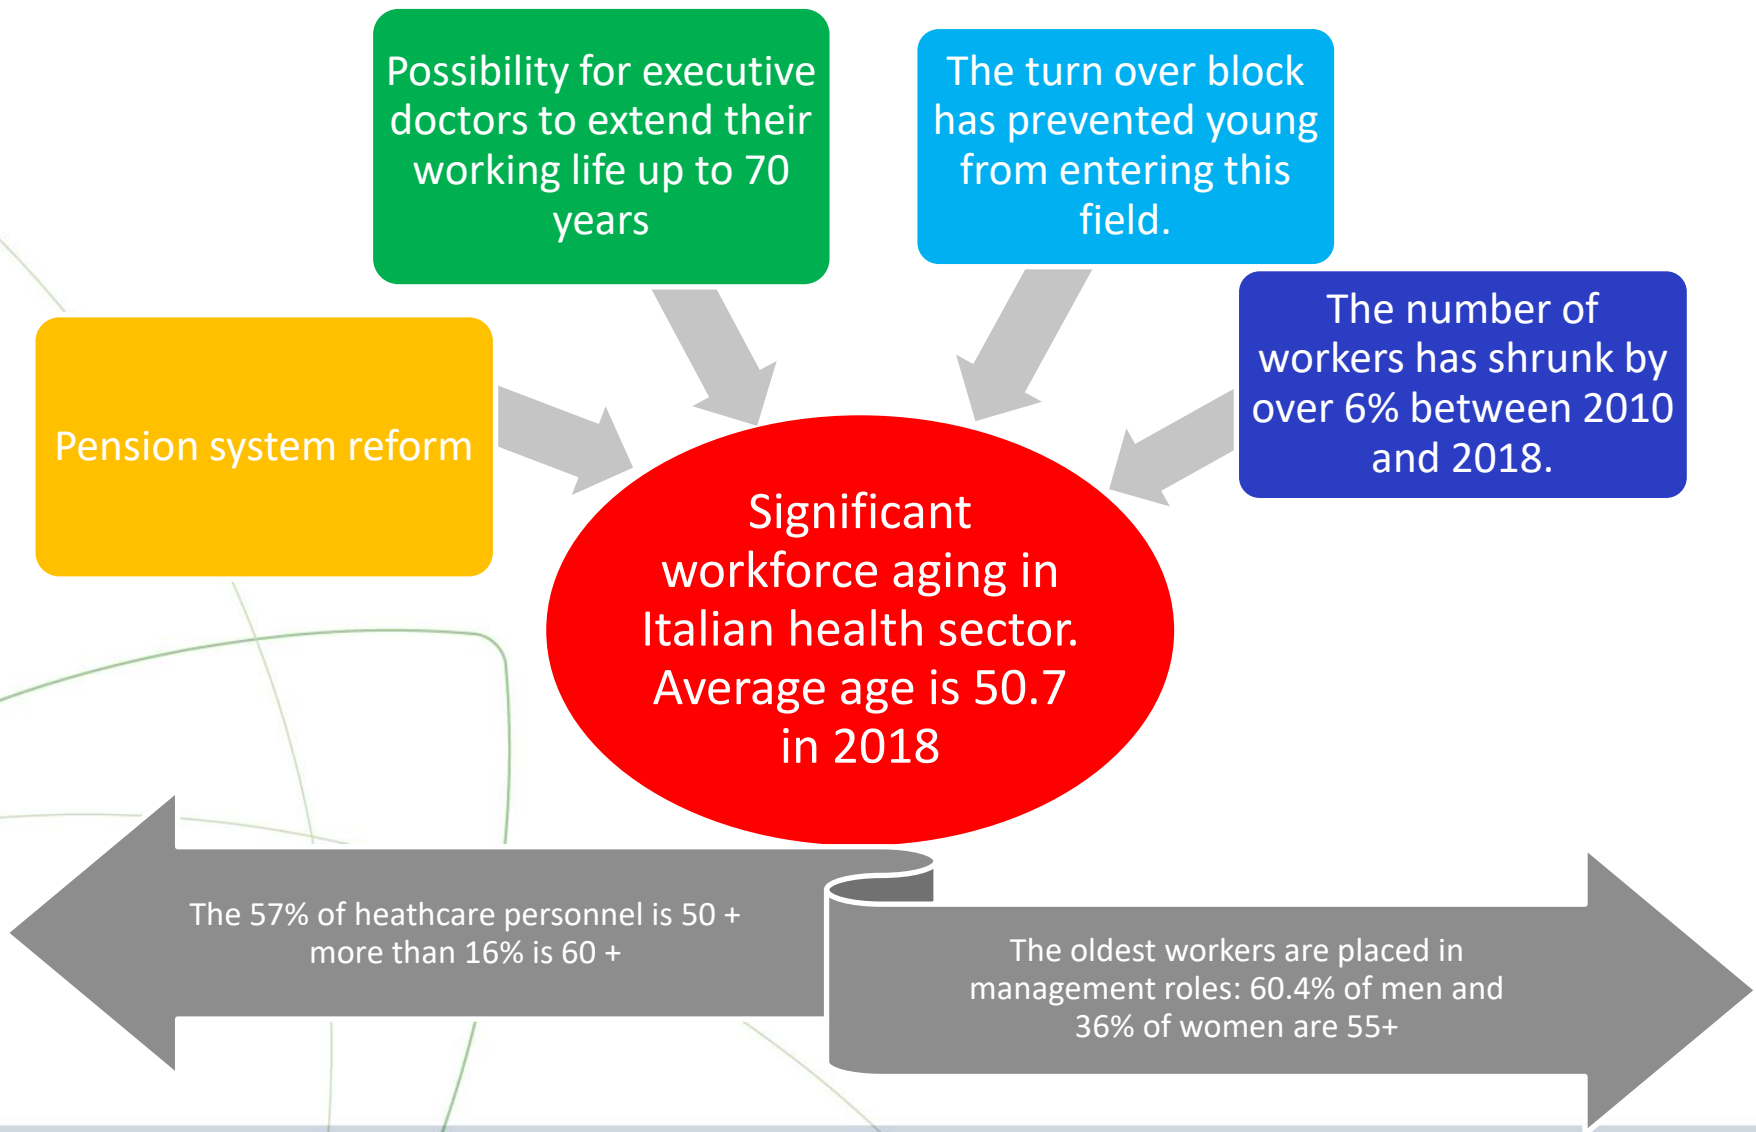 Possibility for executive
doctors to extend their
working life up to 70
years
The turn over block
has prevented young
from entering this
field.
The number of
workers has shrunk by
over 6% between 2010
and 2018.
Pension system reform
Significant
workforce aging in
Italian health sector.
Average age is 50.7
in 2018
The 57% of heathcare personnel is 50 +
more than 16% is 60 +
The oldest workers are placed in
management roles: 60.4% of men and
36% of women are 55+